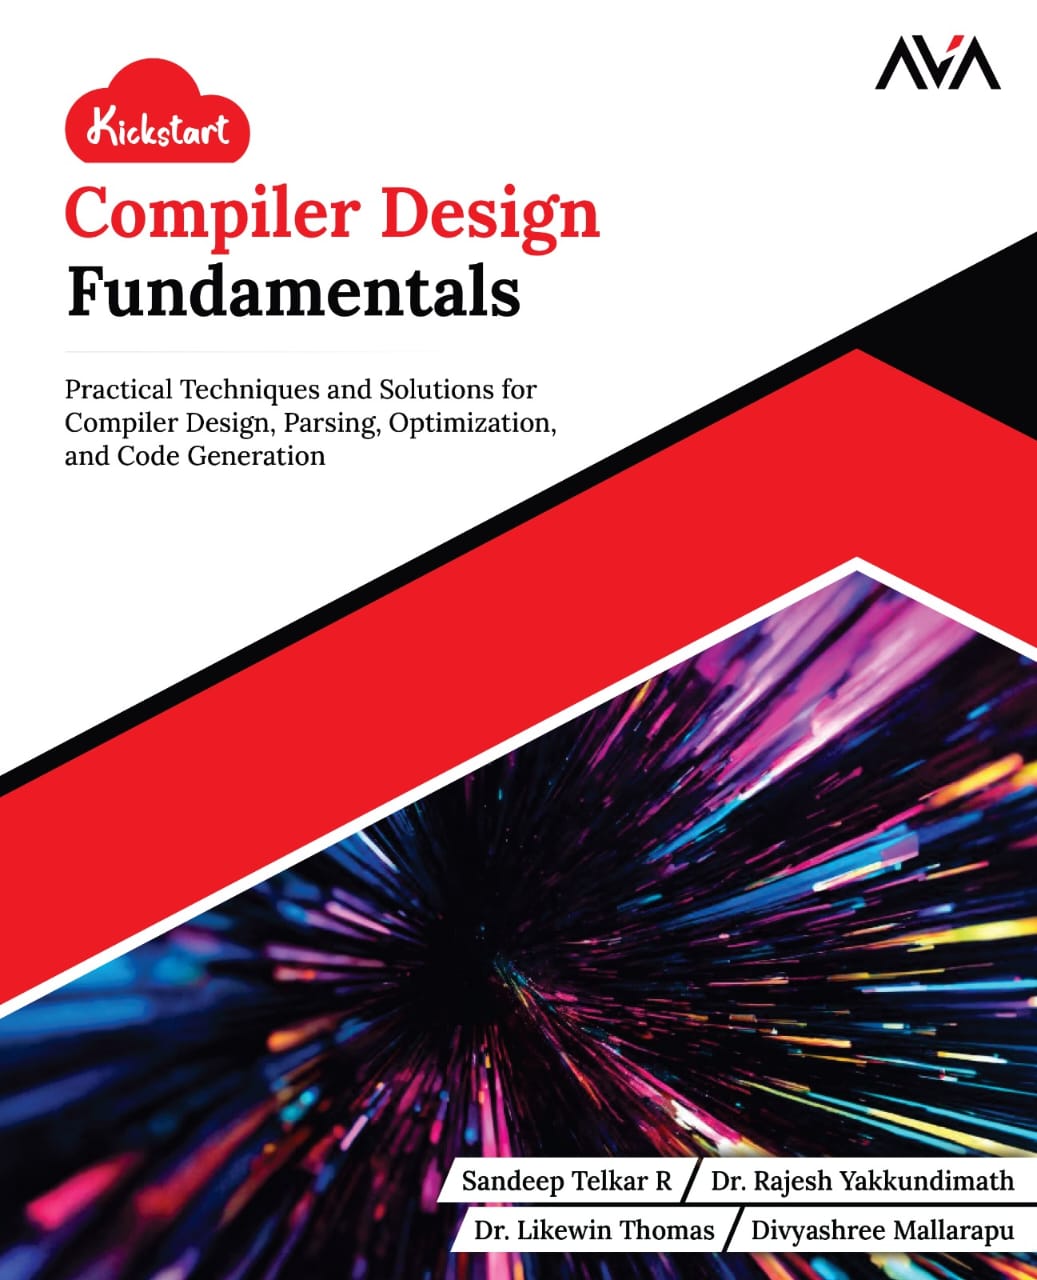 AVA
Kickstart
Compiler Design
Fundamentals
Practical Techniques and Solutions for
Compiler Design, Parsing, Optimization,
and Code Generation
Sandeep Telkar R / Dr. Rajesh Yakkundimath
Dr. Likewin Thomas / Divyashree Mallarapu